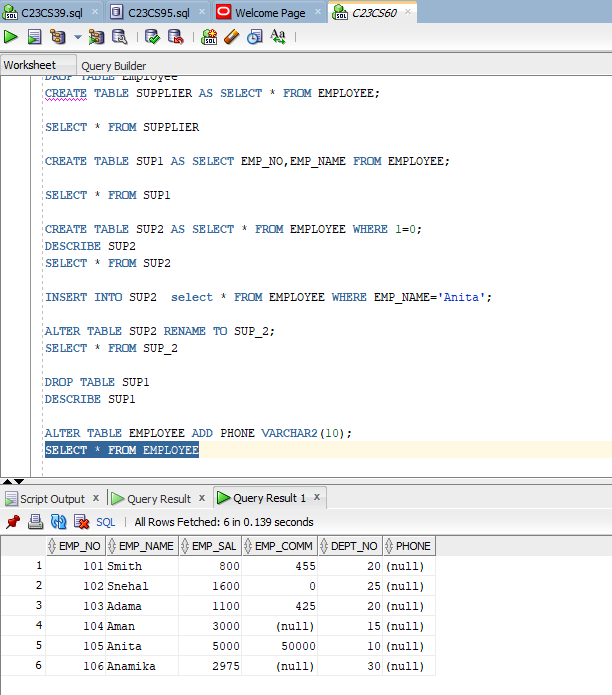 C23CS39.sql C23CS95.sql Welcome Page C23CS60
Worksheet Query Builder
DROP TABLE Employee
CREATE TABLE SUPPLIER AS SELECT * FROM EMPLOYEE;
SELECT * FROM SUPPLIER
CREATE TABLE SUP1 AS SELECT EMP_NO,EMP_NAME FROM EMPLOYEE;
SELECT * FROM SUP1
CREATE TABLE SUP2 AS SELECT * FROM EMPLOYEE WHERE 1=0;
DESCRIBE SUP2
SELECT * FROM SUP2
INSERT INTO SUP2  select * FROM EMPLOYEE WHERE EMP_NAME='Anita';
ALTER TABLE SUP2 RENAME TO SUP_2;
SELECT * FROM SUP_2
DROP TABLE SUP1
DESCRIBE SUP1
ALTER TABLE EMPLOYEE ADD PHONE VARCHAR2(10);
SELECT * FROM EMPLOYEE
Script Output x Query Result x Query Result 1 x
SQL | All Rows Fetched: 6 in 0.139 seconds
EMP_NO EMP_NAME EMP_SAL EMP_COMM DEPT_NO PHONE
1 101 Smith 800 455 20 (null)
2 102 Snehal 1600 0 25 (null)
3 103 Adama 1100 425 20 (null)
4 104 Aman 3000 (null) 15 (null)
5 105 Anita 5000 50000 10 (null)
6 106 Anamika 2975 (null) 30 (null)